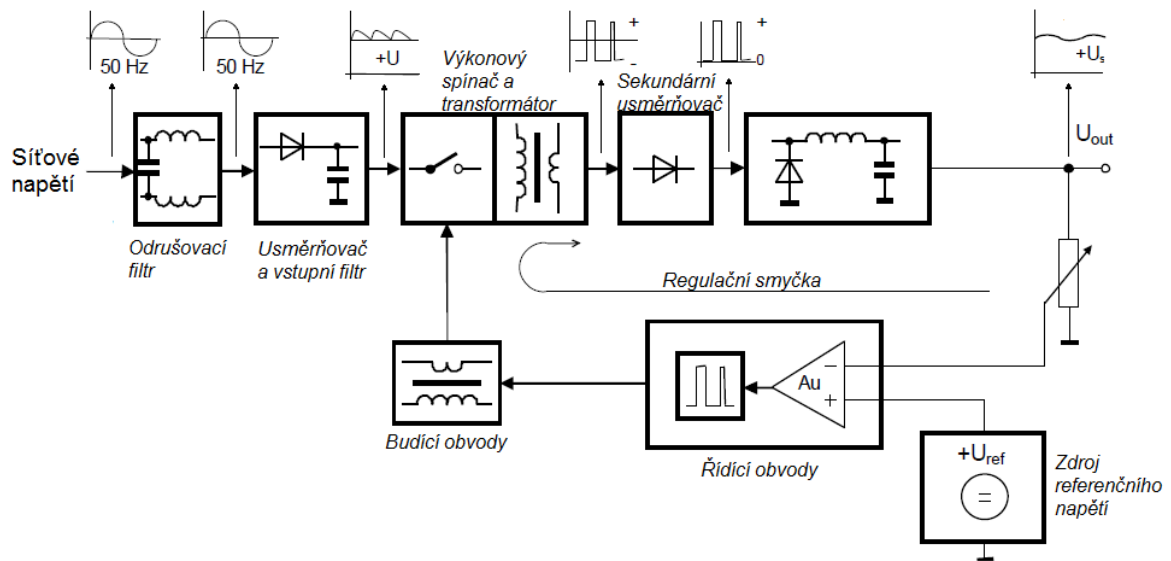 50 Hz
50 Hz
+U
+
-
+
0
+Us
Výkonový
spínač a
transformátor
Sekundární
usměrňovač
Síťové
napětí
Uout
Odrušovací
filtr
Usměrňovač
a vstupní filtr
Regulační smyčka
Au
−
+
Budící obvody
Řídící obvody
+Uref
=
Zdroj
referenčního
napětí